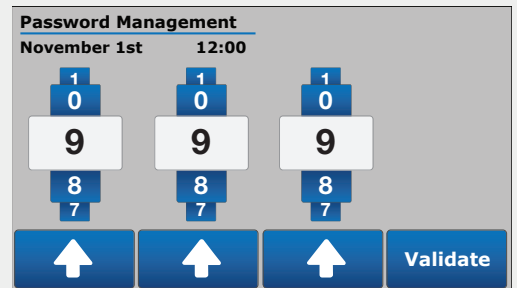 Password Management
November 1st 12:00
1 1 1
0 0 0
9 9 9
8 8 8
7 7 7
Validate